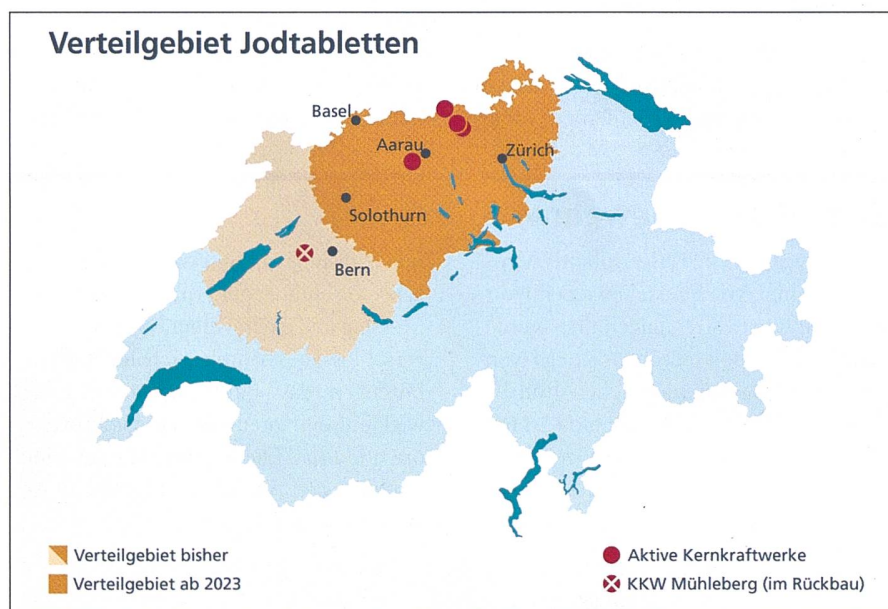 Verteilgebiet Jodtabletten
Basel
Aarau
Zürich
Solothurn
Bern
Verteilgebiet bisher
Verteilgebiet ab 2023
Aktive Kernkraftwerke
KKW Mühleberg (im Rückbau)